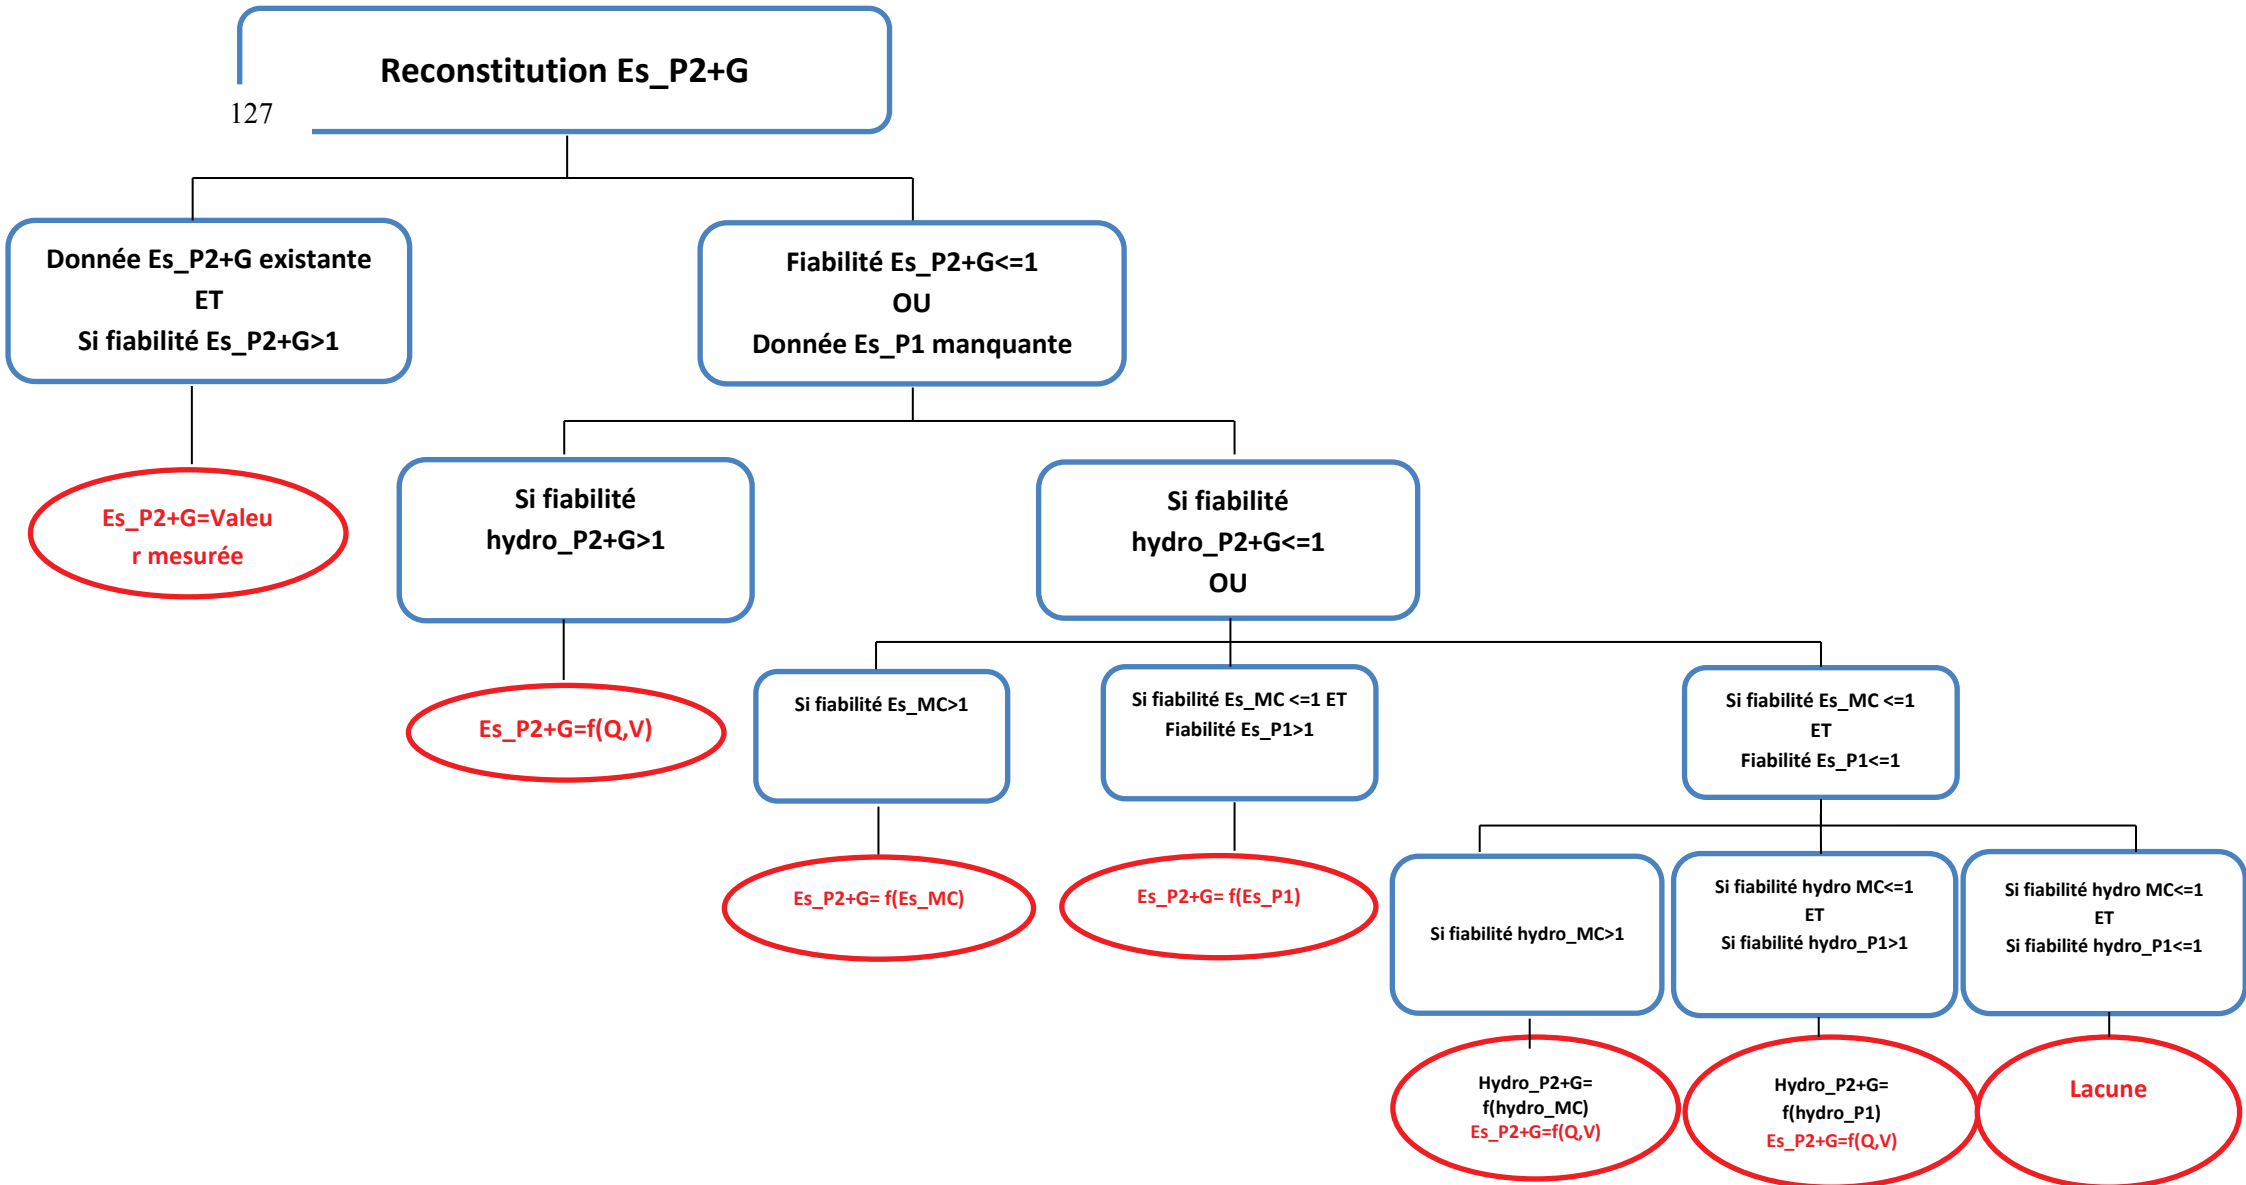 Reconstitution Es_P2+G
127
Donnée Es_P2+G existante
ET
Si fiabilité Es_P2+G>1
Fiabilité Es_P2+G<=1
OU
Donnée Es_P1 manquante
Es_P2+G=Valeu
r mesurée
Si fiabilité
hydro_P2+G>1
Si fiabilité
hydro_P2+G<=1
OU
Es_P2+G=f(Q,V)
Si fiabilité Es_MC>1
Si fiabilité Es_MC <=1 ET
Fiabilité Es_P1>1
Si fiabilité Es_MC <=1
ET
Fiabilité Es_P1<=1
Es_P2+G= f(Es_MC)
Es_P2+G= f(Es_P1)
Si fiabilité hydro_MC>1
Si fiabilité hydro MC<=1
ET
Si fiabilité hydro_P1>1
Si fiabilité hydro MC<=1
ET
Si fiabilité hydro_P1<=1
Hydro_P2+G=
f(hydro_MC)
Es_P2+G=f(Q,V)
Hydro_P2+G=
f(hydro_P1)
Es_P2+G=f(Q,V)
Lacune